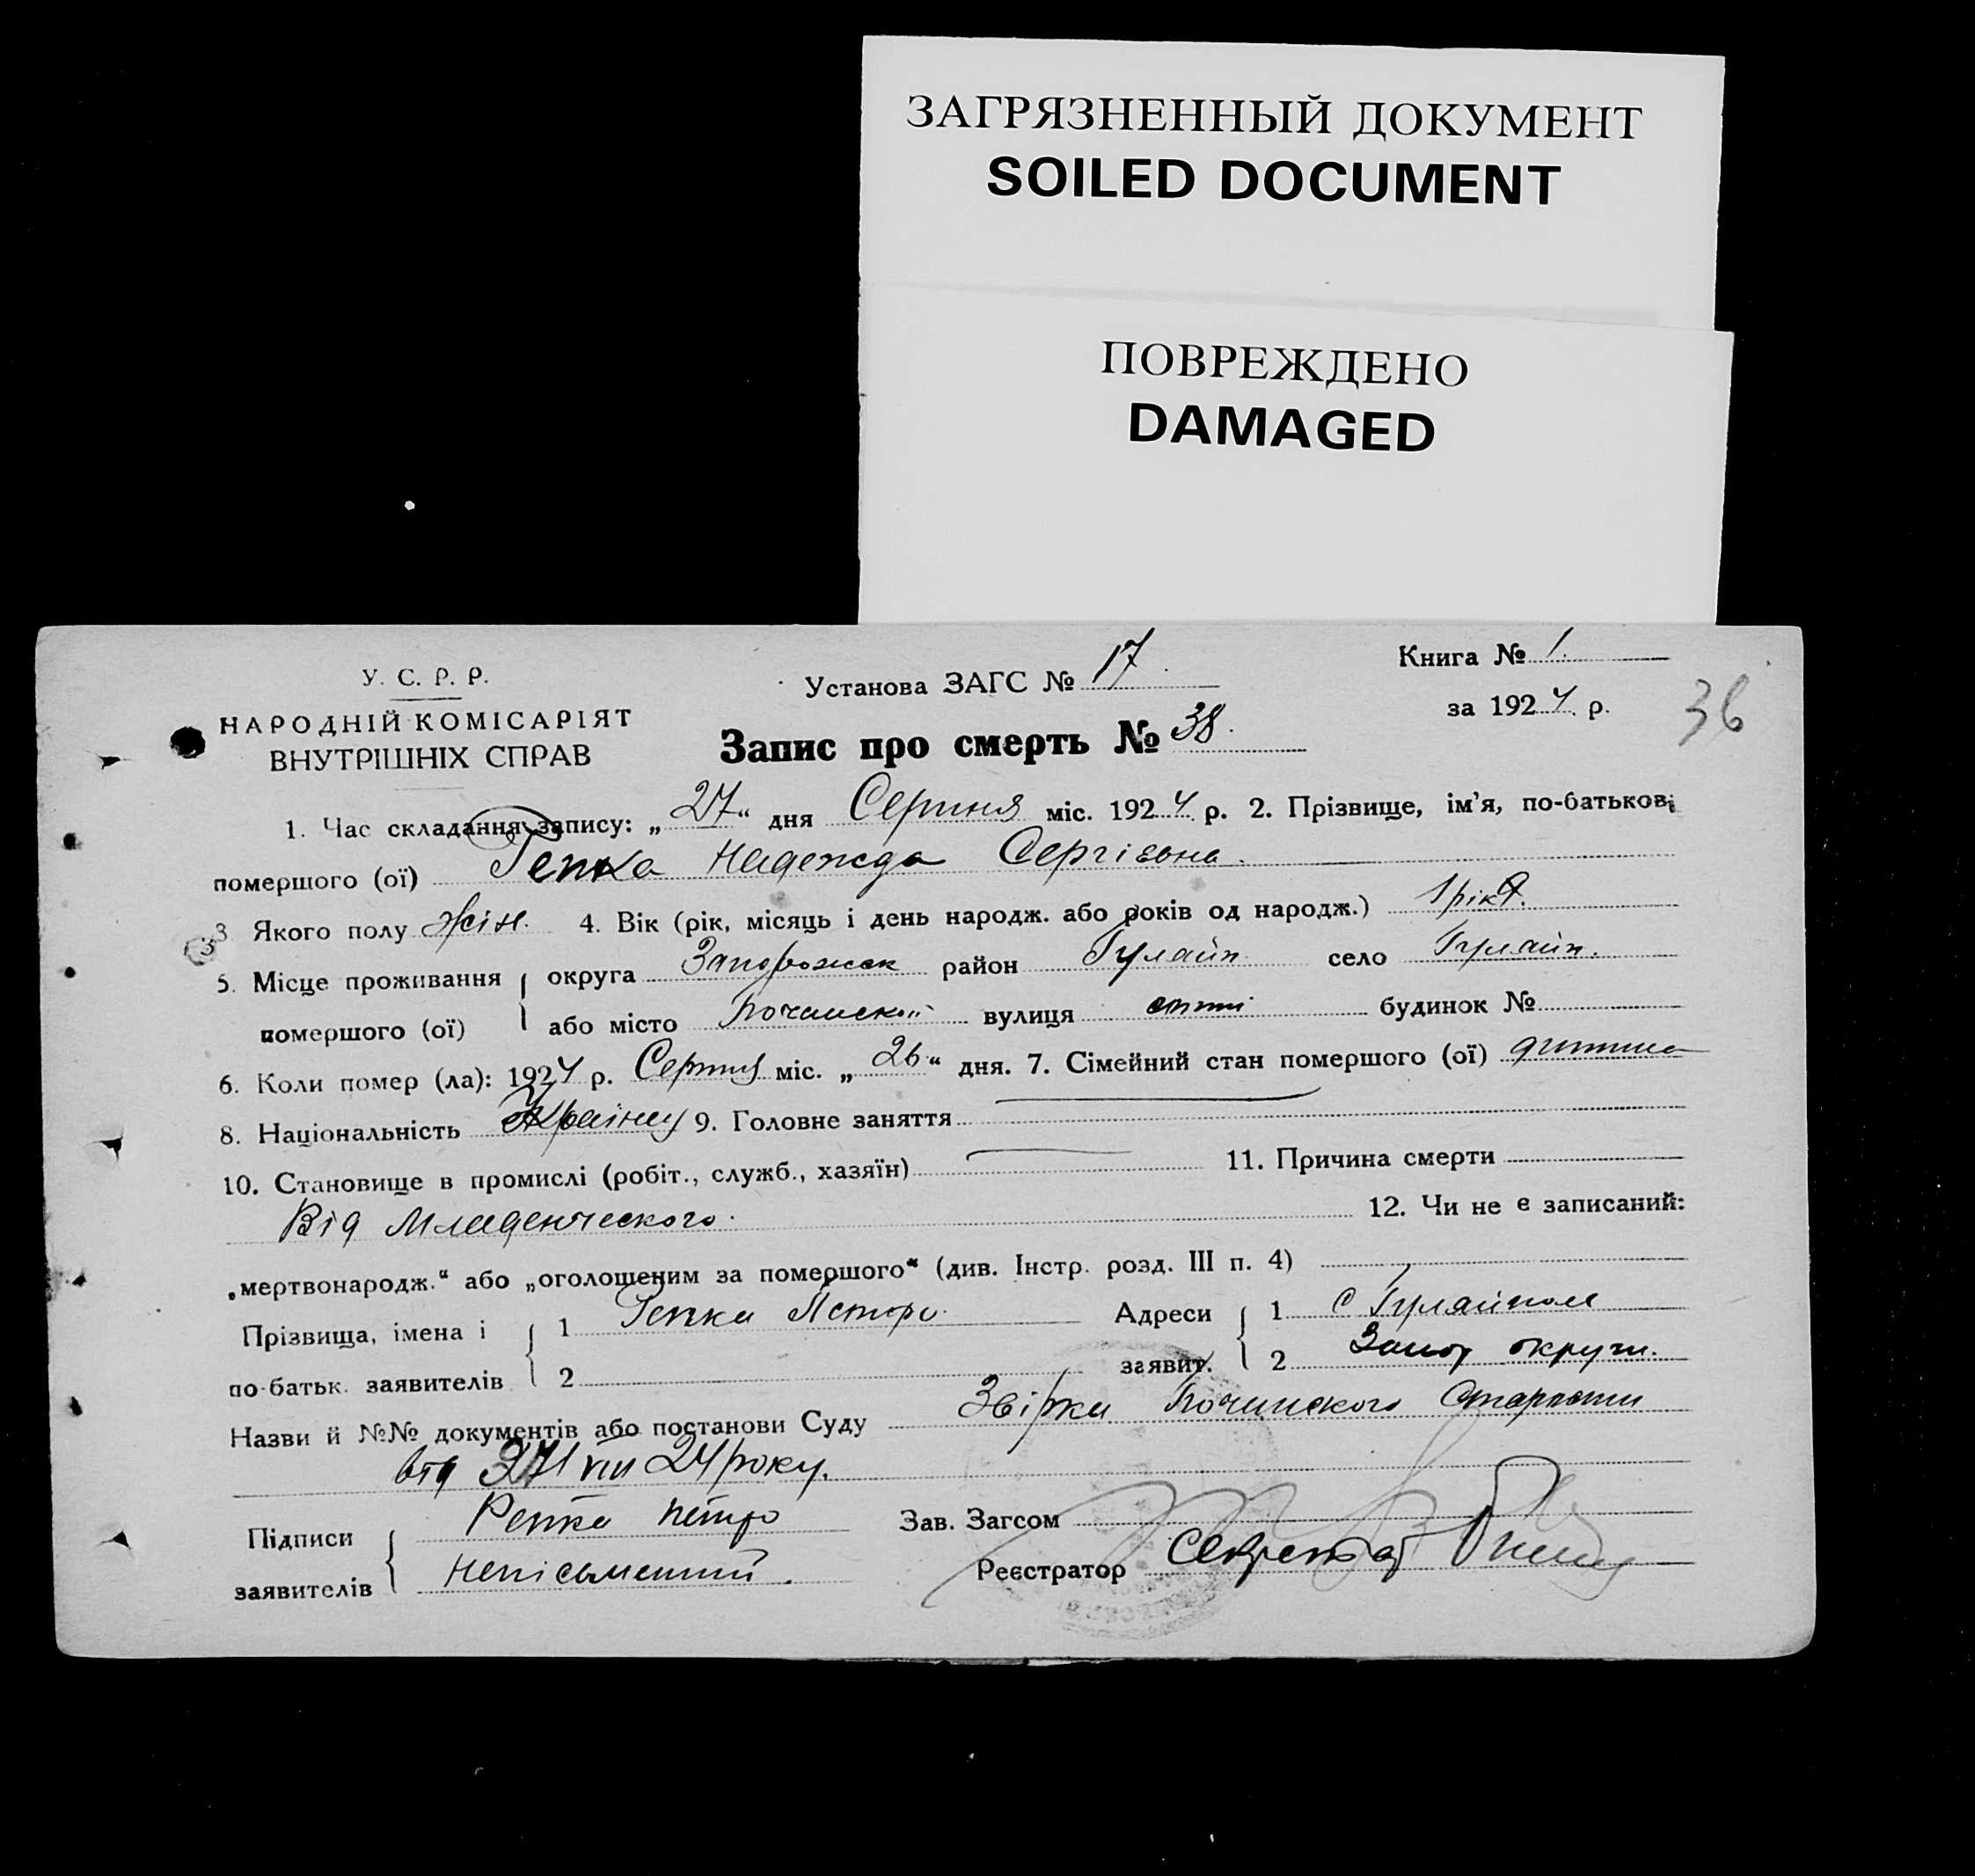 ЗАГРЯЗНЕННЫЙ ДОКУМЕНТ
SOILED DOCUMENT
ПОВРЕЖДЕНО
DAMAGED
У. С. Р. Р.
НАРОДНІЙ КОМІСАРІЯТ
ВНУТРІШНІХ СПРАВ
Установа ЗАГС № 17
Книга № 1
за 1924 р.
36
Запис про смерть № 38
1. Час складання запису: „27" дня Серпня міс. 1924 р. 2. Прізвище, ім'я, по-батькові
помершого (ої) Репка Надежда Сергієвна
3 Якого полу жін. 4. Вік (рік, місяць і день народж. або років од народж.) 1 рік
5. Місце проживання помершого (ої) округа Запорожск район Гуляйп село Гуляйп.
або місто вулиця будинок №
6. Коли помер (ла): 1924 р. Серпня міс. „26" дня. 7. Сімейний стан помершого (ої) дитина
8. Національність 9. Головне заняття
10. Становище в промислі (робіт., служб., хазяїн) 11. Причина смерти
Від Младенческого. 12. Чи не є записаний:
„мертвонародж." або „оголошеним за помершого" (див. Інстр. розд. III п. 4)
Прізвища, імена і по-батьк. заявителів 1 Репка Адреси заявит. 1 с Гуляйполе
2 2 Запор округи.
Назви й №№ документів або постанови Суду
від VIII 24 року.
Підписи заявителів Репка Петро Зав. Загсом
Непісьменний. Реєстратор Секретар